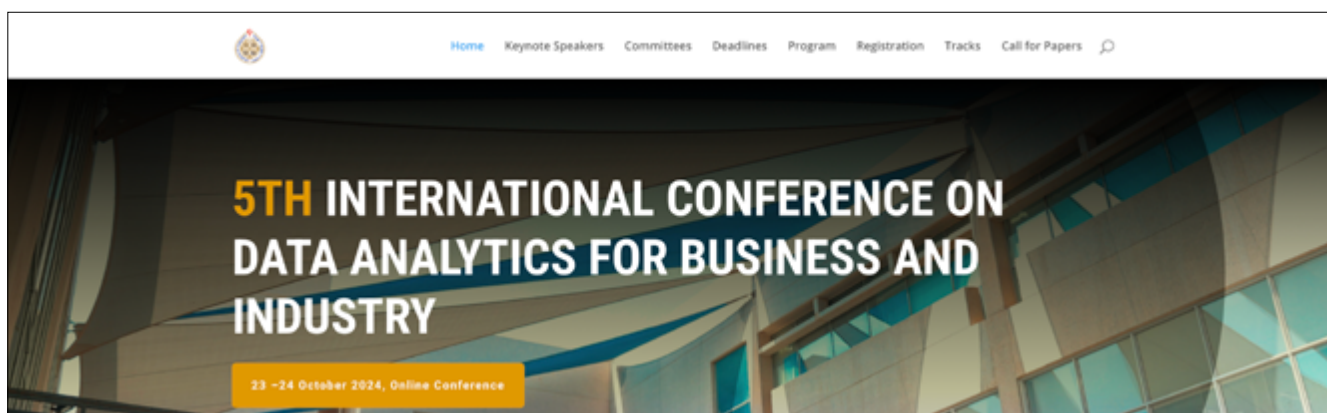 Home Keynote Speakers Committees Deadlines Program Registration Tracks Call for Papers
5TH INTERNATIONAL CONFERENCE ON
DATA ANALYTICS FOR BUSINESS AND
INDUSTRY
23 –24 October 2024, Online Conference